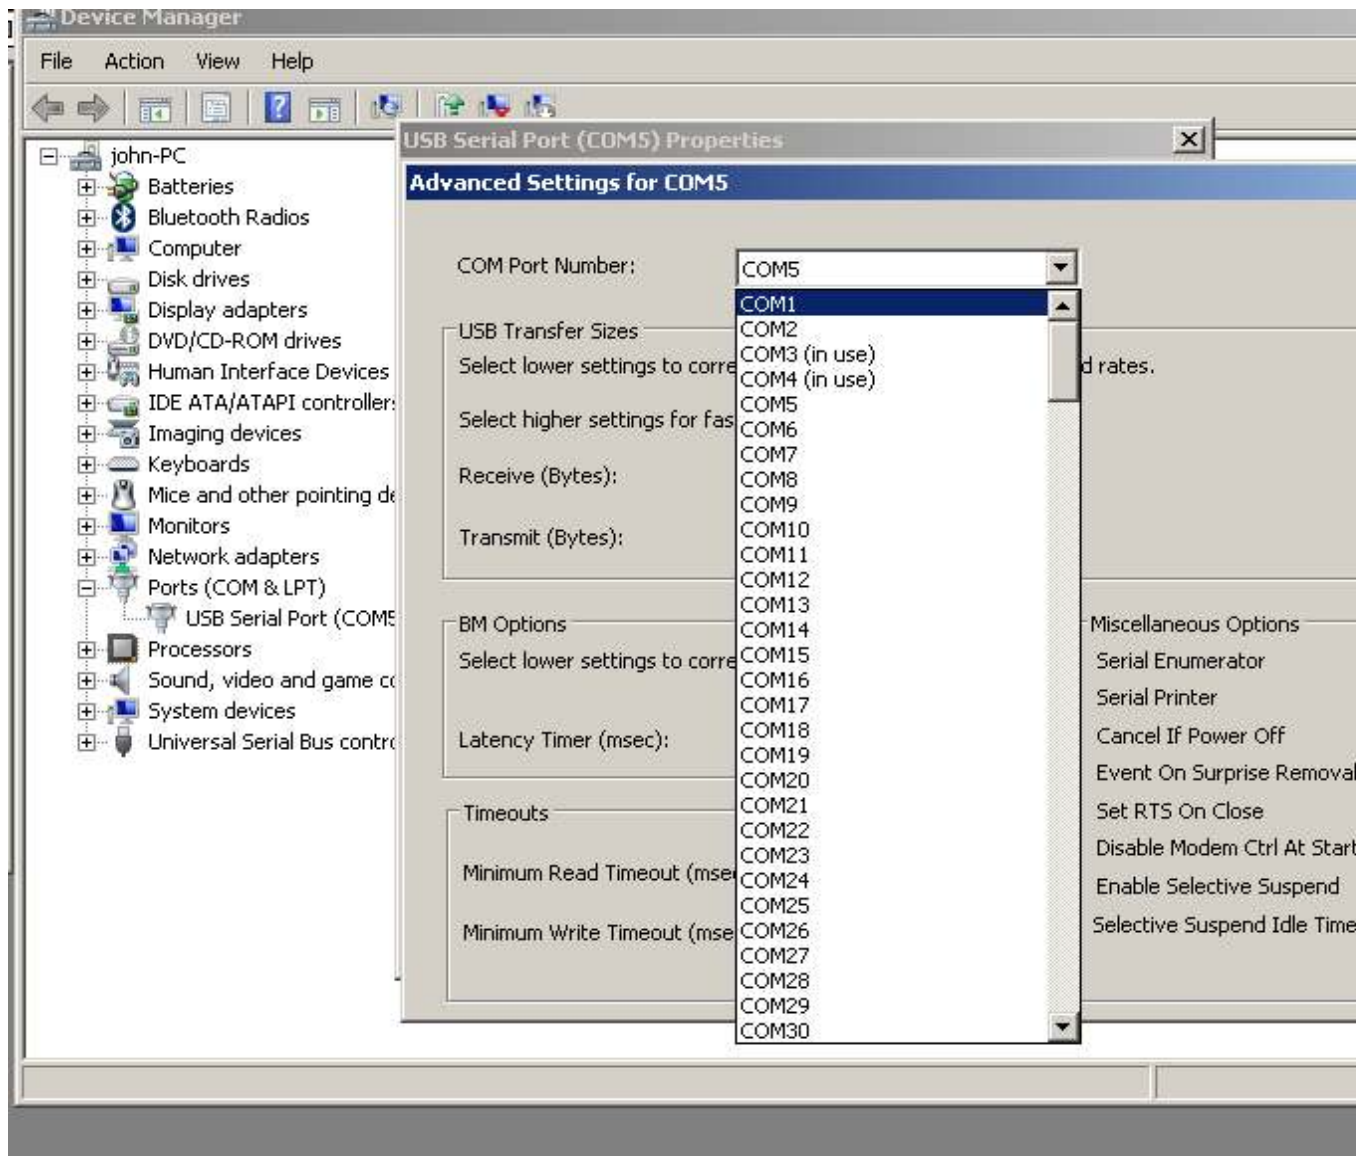 Device Manager
File Action View Help
USB Serial Port (COM5) Properties
john-PC
Batteries
Bluetooth Radios
Computer
Disk drives
Display adapters
DVD/CD-ROM drives
Human Interface Devices
IDE ATA/ATAPI controllers
Imaging devices
Keyboards
Mice and other pointing de
Monitors
Network adapters
Ports (COM & LPT)
USB Serial Port (COM5
Processors
Sound, video and game co
System devices
Universal Serial Bus contro
Advanced Settings for COM5
COM Port Number:
COM5
COM1
COM2
COM3 (in use)
COM4 (in use)
COM5
COM6
COM7
COM8
COM9
COM10
COM11
COM12
COM13
COM14
COM15
COM16
COM17
COM18
COM19
COM20
COM21
COM22
COM23
COM24
COM25
COM26
COM27
COM28
COM29
COM30
USB Transfer Sizes
Select lower settings to corre
d rates.
Select higher settings for fas
Receive (Bytes):
Transmit (Bytes):
BM Options
Select lower settings to corre
Latency Timer (msec):
Timeouts
Minimum Read Timeout (msec
Minimum Write Timeout (mse
Miscellaneous Options
Serial Enumerator
Serial Printer
Cancel If Power Off
Event On Surprise Removal
Set RTS On Close
Disable Modem Ctrl At Start
Enable Selective Suspend
Selective Suspend Idle Time